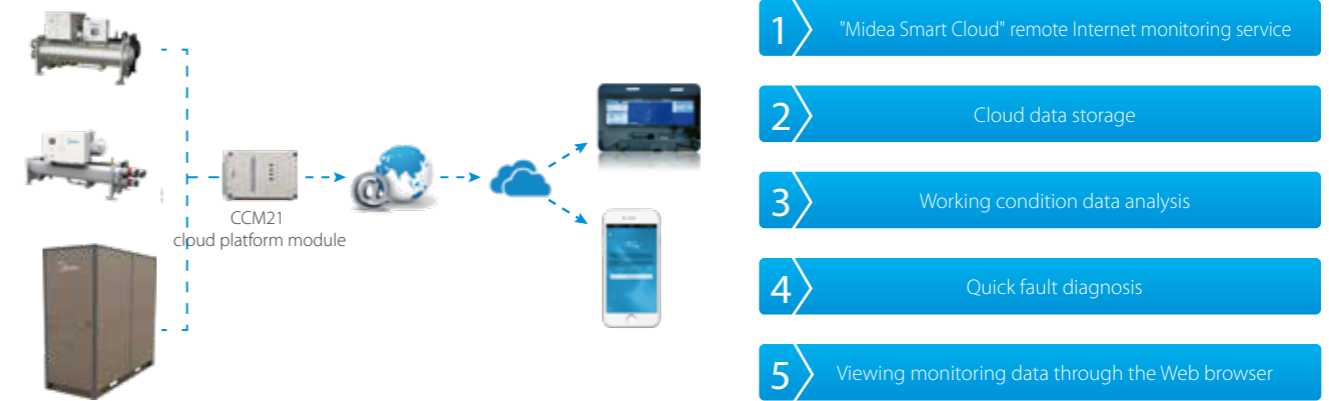 CCM21
cloud platform module
1
"Midea Smart Cloud" remote Internet monitoring service
2
Cloud data storage
3
Working condition data analysis
4
Quick fault diagnosis
5
Viewing monitoring data through the Web browser